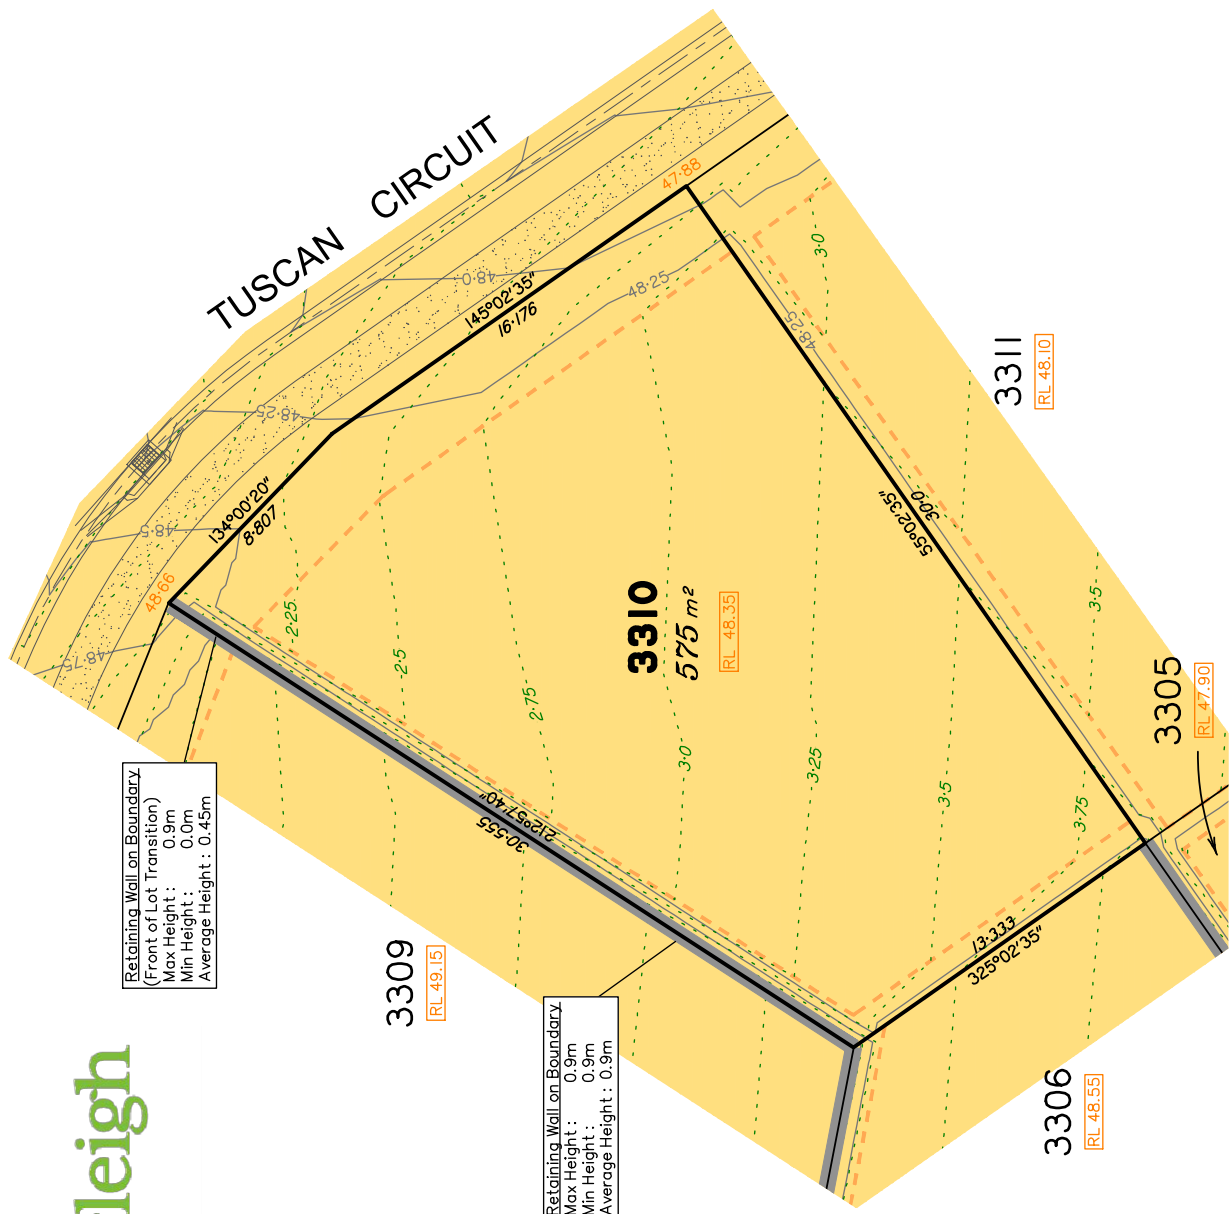 TUSCAN CIRCUIT
47·88
48·0
48·25
145°02'35"
16·176
3·0
48·25
3311
RL 48.10
48·25
134°00'20"
8·807
48·5
48·66
48·75
55°02'35"
30·0
2·25
2·5
2·75
3·0
3·25
3·5
3·75
3·5
3310
575 m²
RL 48.35
3305
RL 47.90
212°57'40"
30·555
Retaining Wall on Boundary
(Front of Lot Transition)
Max Height : 0.9m
Min Height : 0.0m
Average Height : 0.45m
3309
RL 49.15
13·333
325°02'35"
Retaining Wall on Boundary
Max Height : 0.9m
Min Height : 0.9m
Average Height : 0.9m
3306
RL 48.55
leigh